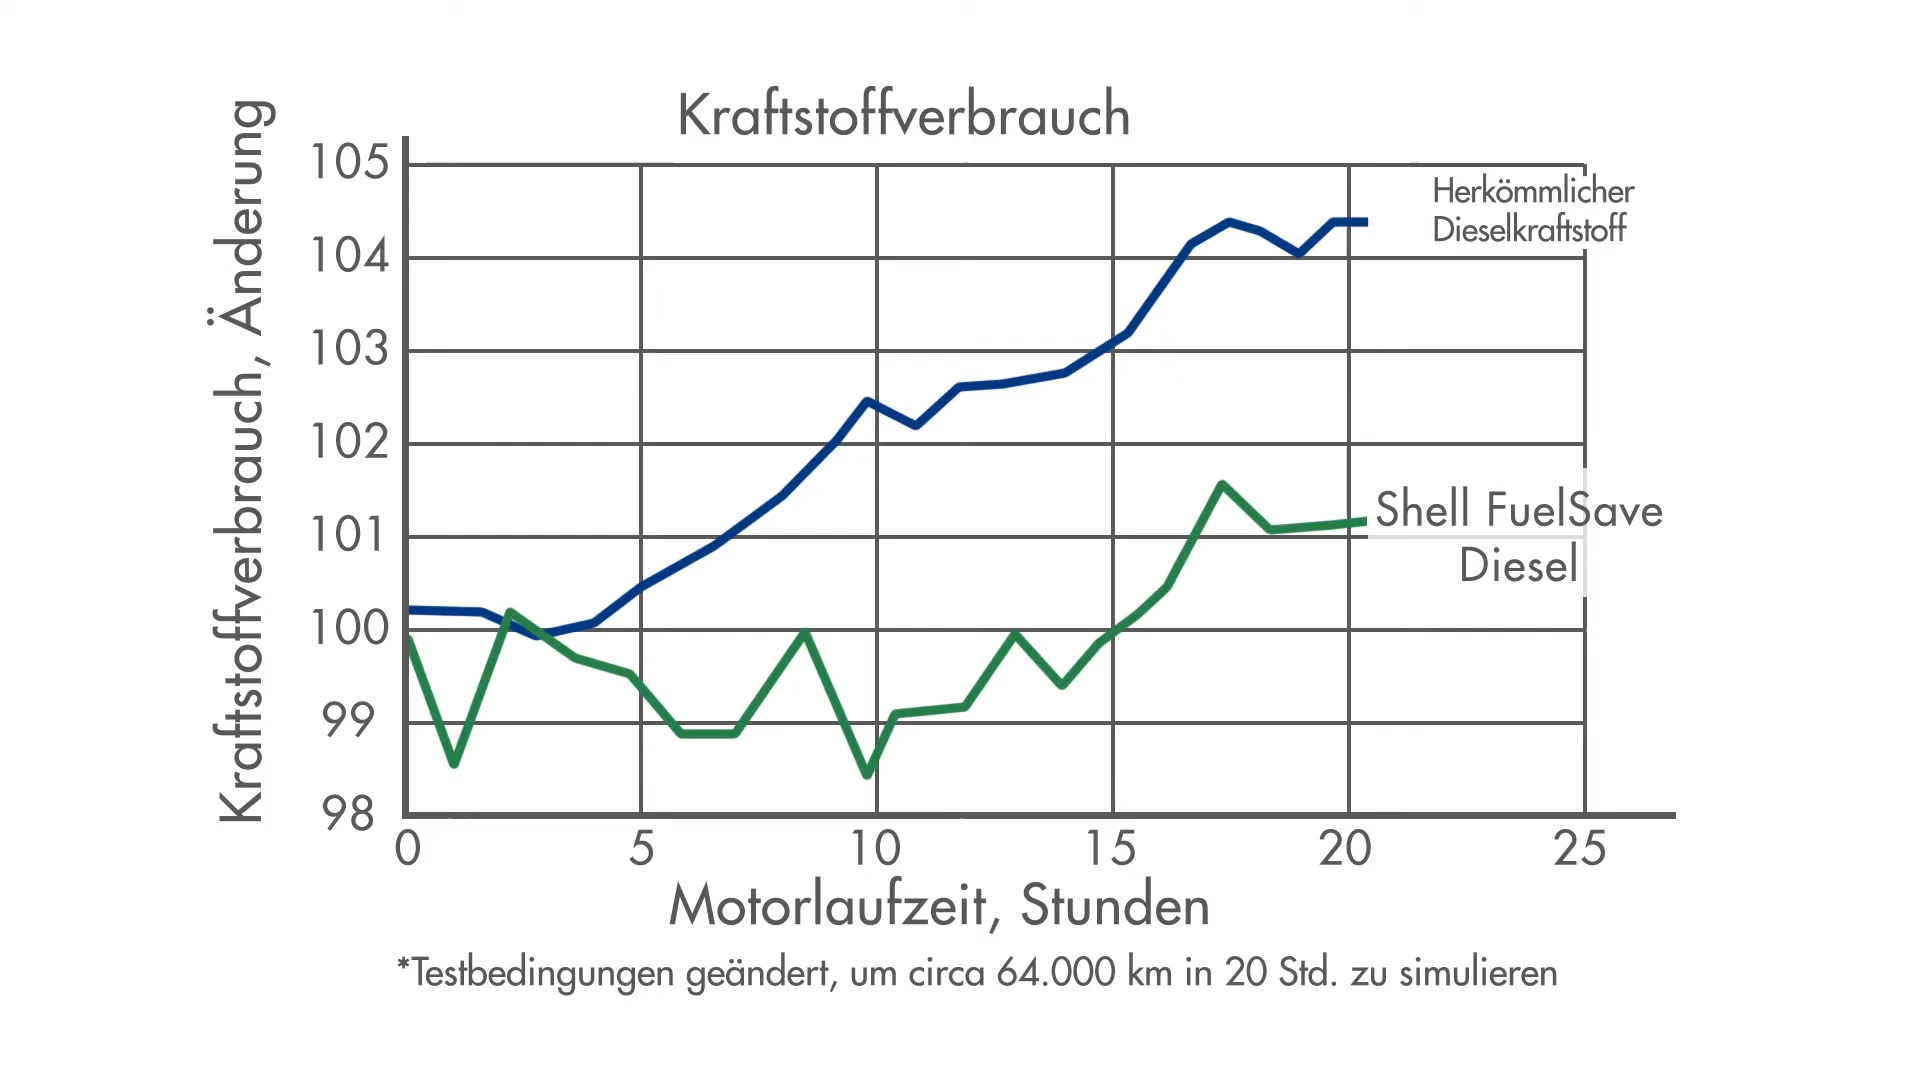 Kraftstoffverbrauch
Kraftstoffverbrauch, Änderung
105
104
103
102
101
100
99
98
Herkömmlicher
Dieselkraftstoff
Shell FuelSave
Diesel
0 5 10 15 20 25
Motorlaufzeit, Stunden
*Testbedingungen geändert, um circa 64.000 km in 20 Std. zu simulieren